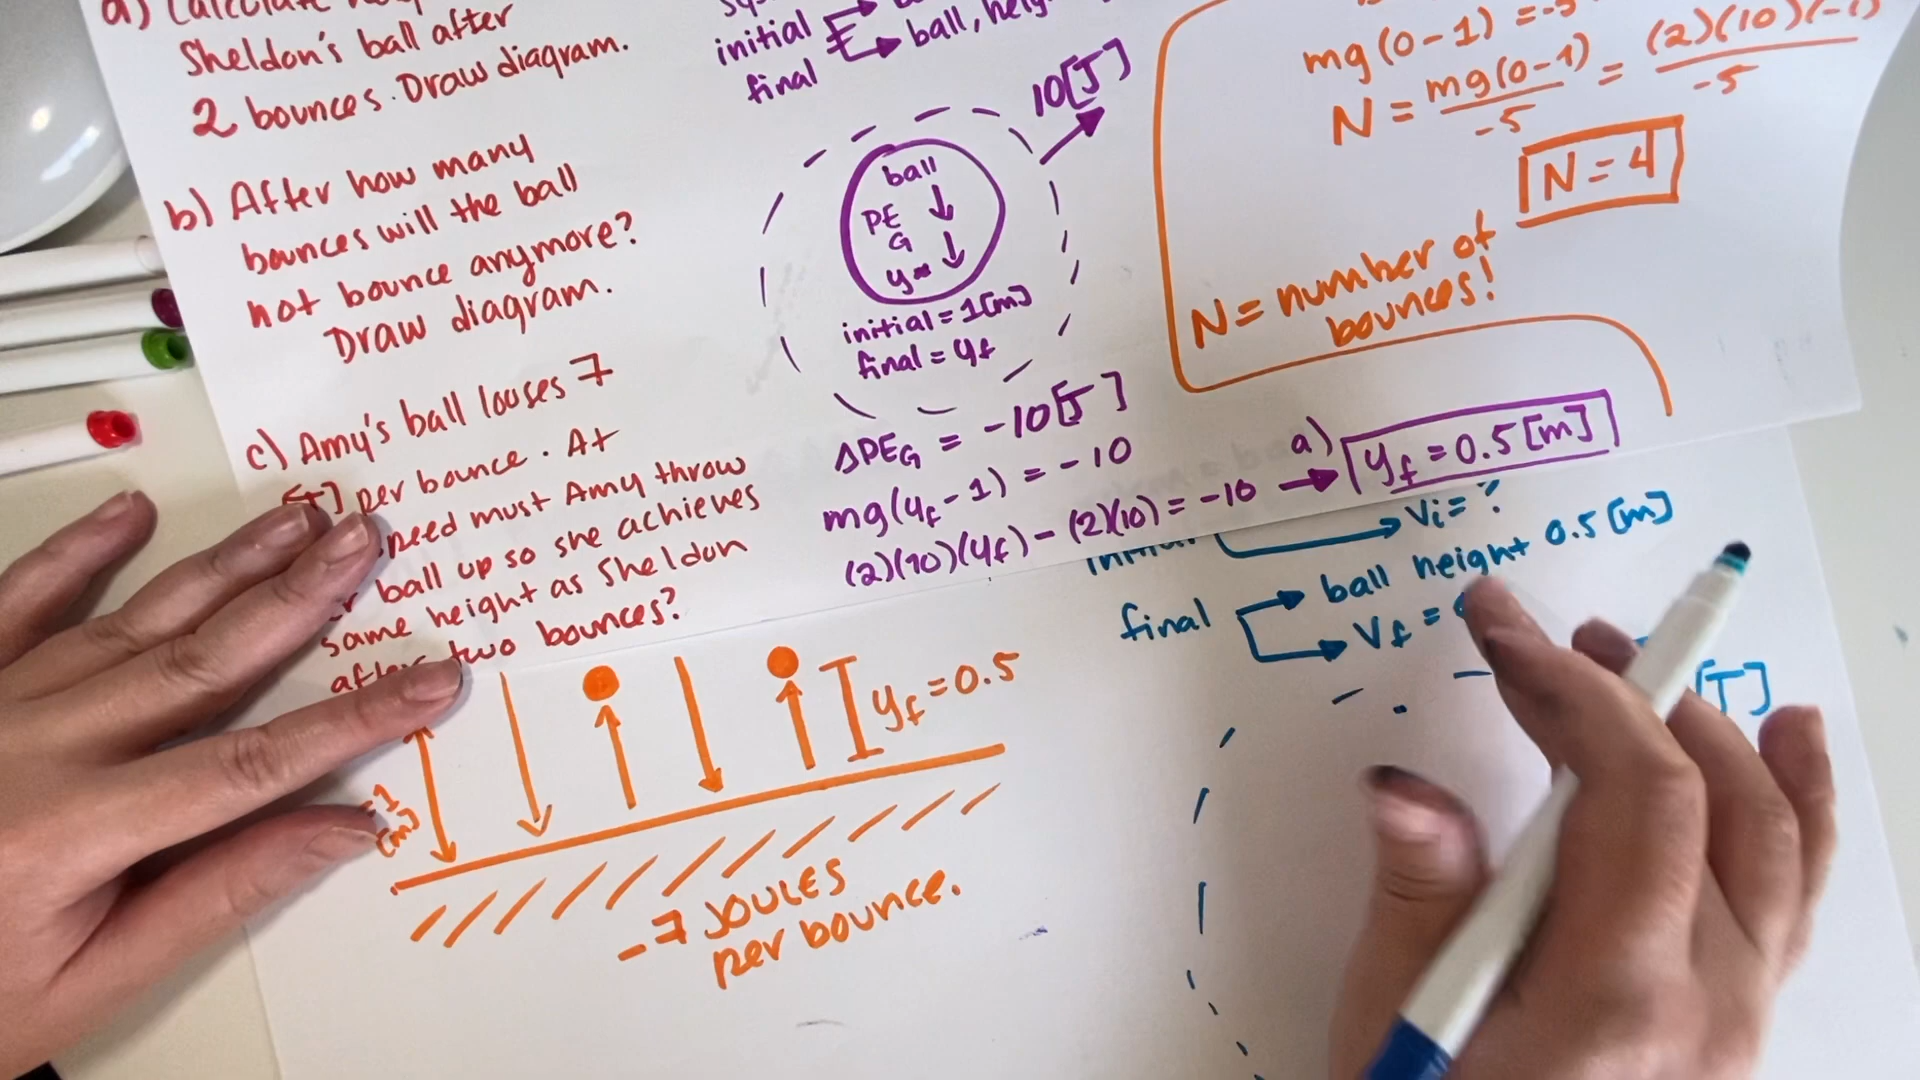 a) Calculate
Sheldon's ball after
2 bounces. Draw diagram.
b) After how many
bounces will the ball
not bounce anymore?
Draw diagram.
c) Amy's ball louses 7
[J] per bounce. At
need must Amy throw
ball up so she achieves
same height as Sheldon
after two bounces?
initial
final
ball,
10[J]
ball ↓
PE
G
y ↓
initial = 1[m]
final = yf
ΔPEG = -10[J]
mg(yf-1) = -10
(2)(10)(yf) - (2)(10) = -10
a) yf = 0.5[m]
mg(0-1) =
N = mg(0-1)/-5 = (2)(10)(-1)/-5
N = 4
N = number of
bounces!
Vi = ?
final
ball height 0.5[m]
Vf =
[J]
yf = 0.5
[m]
-7 JOULES
per bounce.